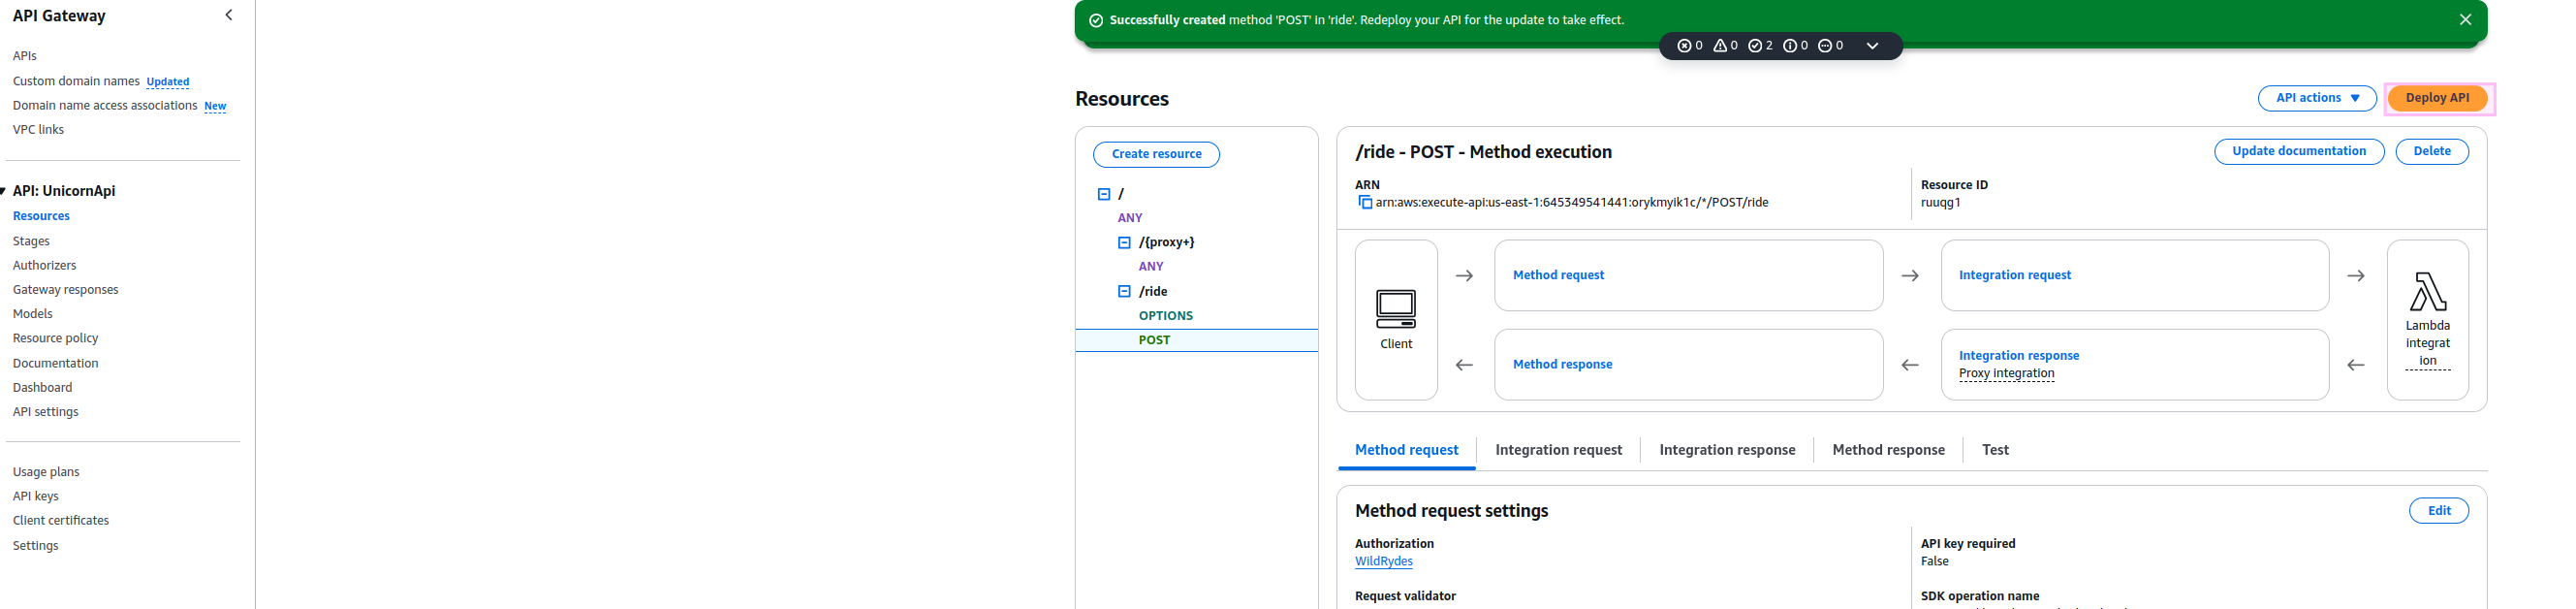 API Gateway
APIs
Custom domain names Updated
Domain name access associations New
VPC links
API: UnicornApi
Resources
Stages
Authorizers
Gateway responses
Models
Resource policy
Documentation
Dashboard
API settings
Usage plans
API keys
Client certificates
Settings
Successfully created method 'POST' in 'ride'. Redeploy your API for the update to take effect.
0 0 2 0 0
Resources
API actions
Deploy API
Create resource
/
ANY
/{proxy+}
ANY
/ride
OPTIONS
POST
/ride - POST - Method execution
Update documentation
Delete
ARN
arn:aws:execute-api:us-east-1:645349541441:orykmyik1c/*/POST/ride
Resource ID
ruuqg1
Client
Method request
Integration request
Method response
Integration response
Proxy integration
Lambda
integrat
ion
Method request
Integration request
Integration response
Method response
Test
Method request settings
Edit
Authorization
WildRydes
API key required
False
Request validator
SDK operation name